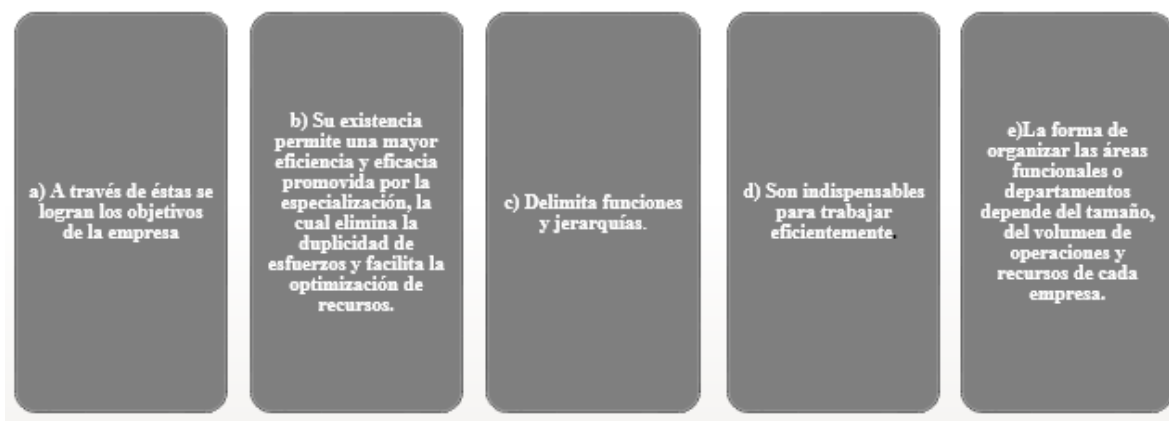 a) A través de éstas se
logran los objetivos
de la empresa
b) Su existencia
permite una mayor
eficiencia y eficacia
promovida por la
especialización, la
cual elimina la
duplicidad de
esfuerzos y facilita la
optimización de
recursos.
c) Delimita funciones
y jerarquías.
d) Son indispensables
para trabajar
eficientemente.
e)La forma de
organizar las áreas
funcionales o
departamentos
depende del tamaño,
del volumen de
operaciones y
recursos de cada
empresa.